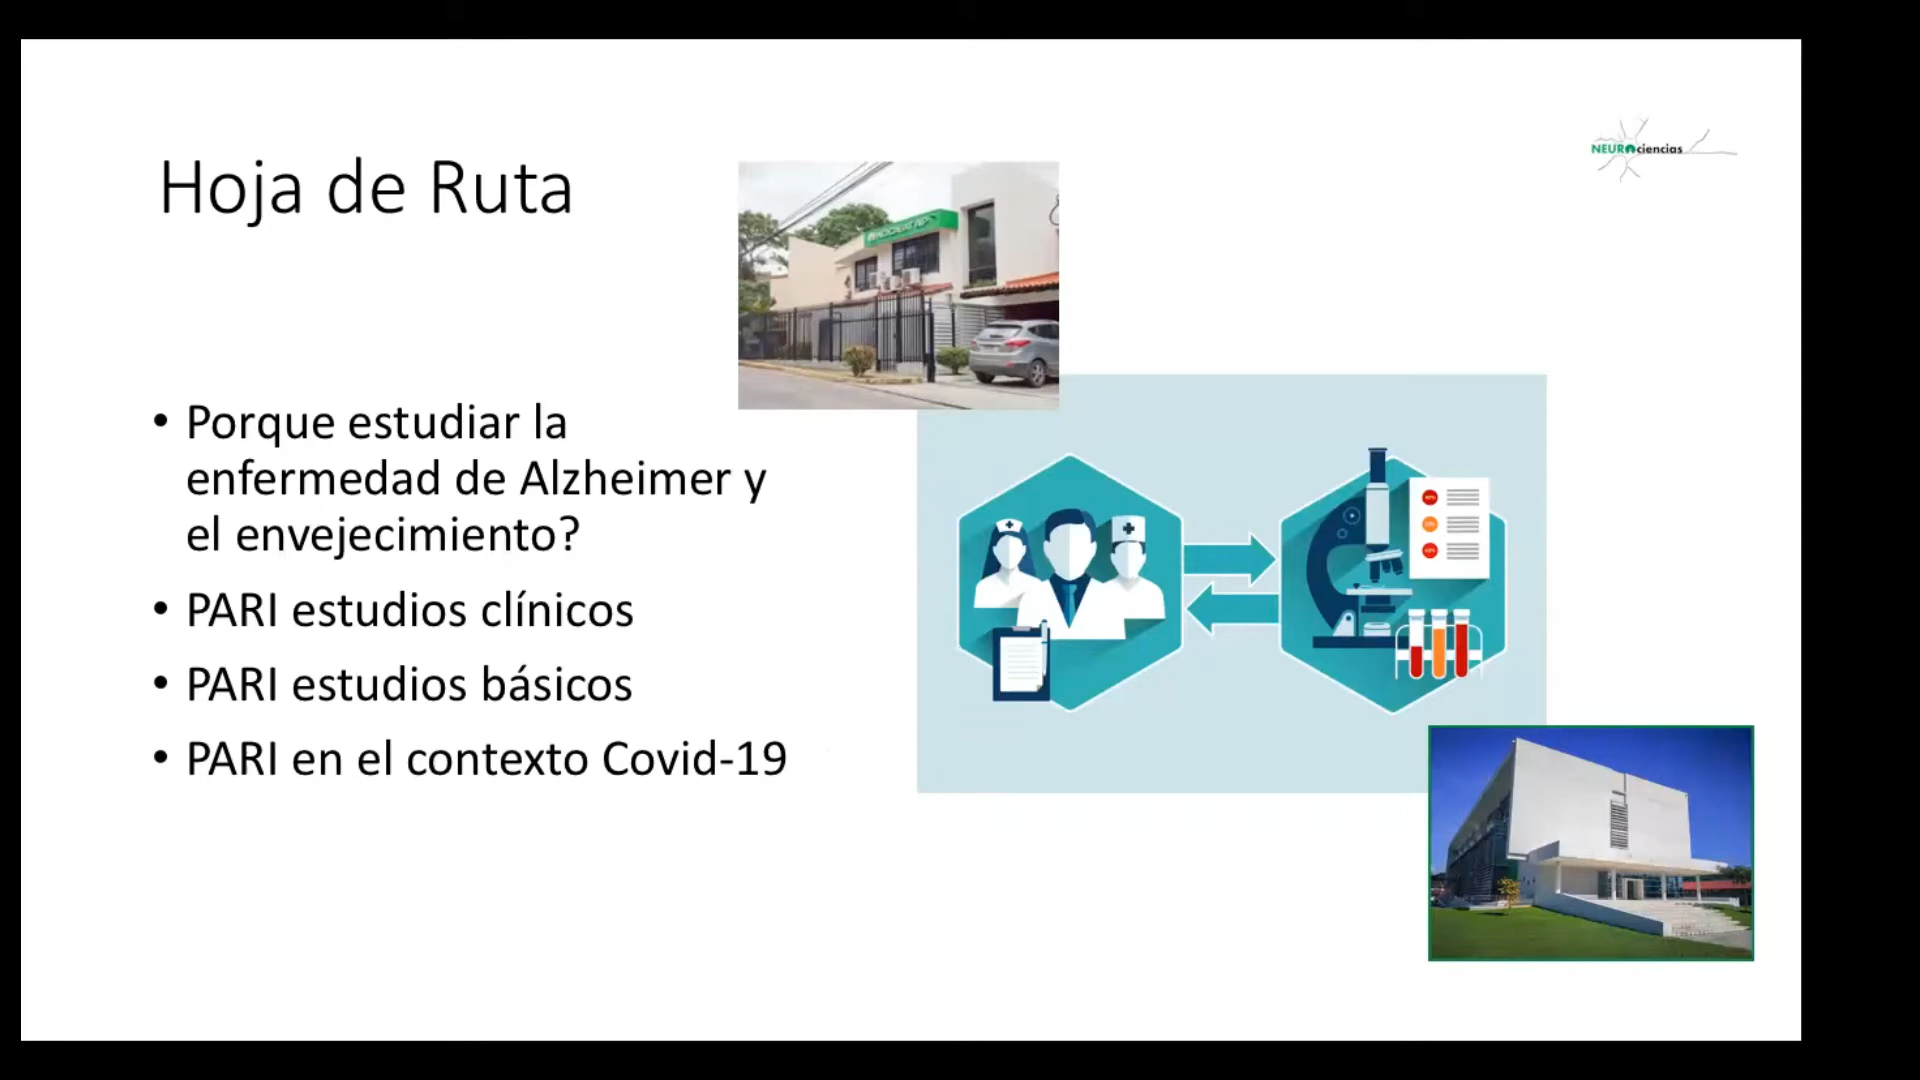 Hoja de Ruta
NEUROciencias
• Porque estudiar la
enfermedad de Alzheimer y
el envejecimiento?
• PARI estudios clínicos
• PARI estudios básicos
• PARI en el contexto Covid-19